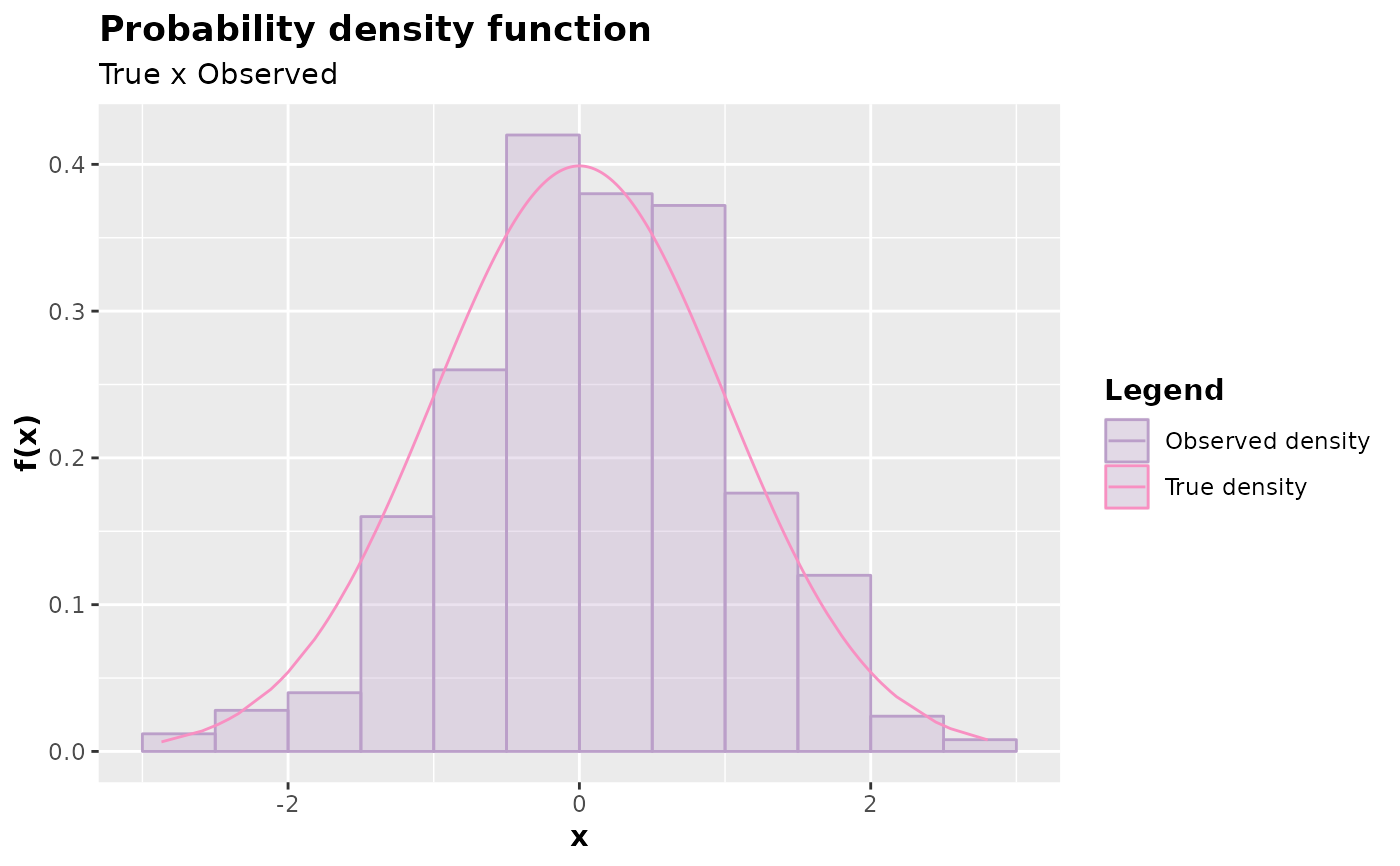 Probability density function
True x Observed
0.4
0.3
0.2
0.1
0.0
f(x)
-2
0
2
x
Legend
Observed density
True density